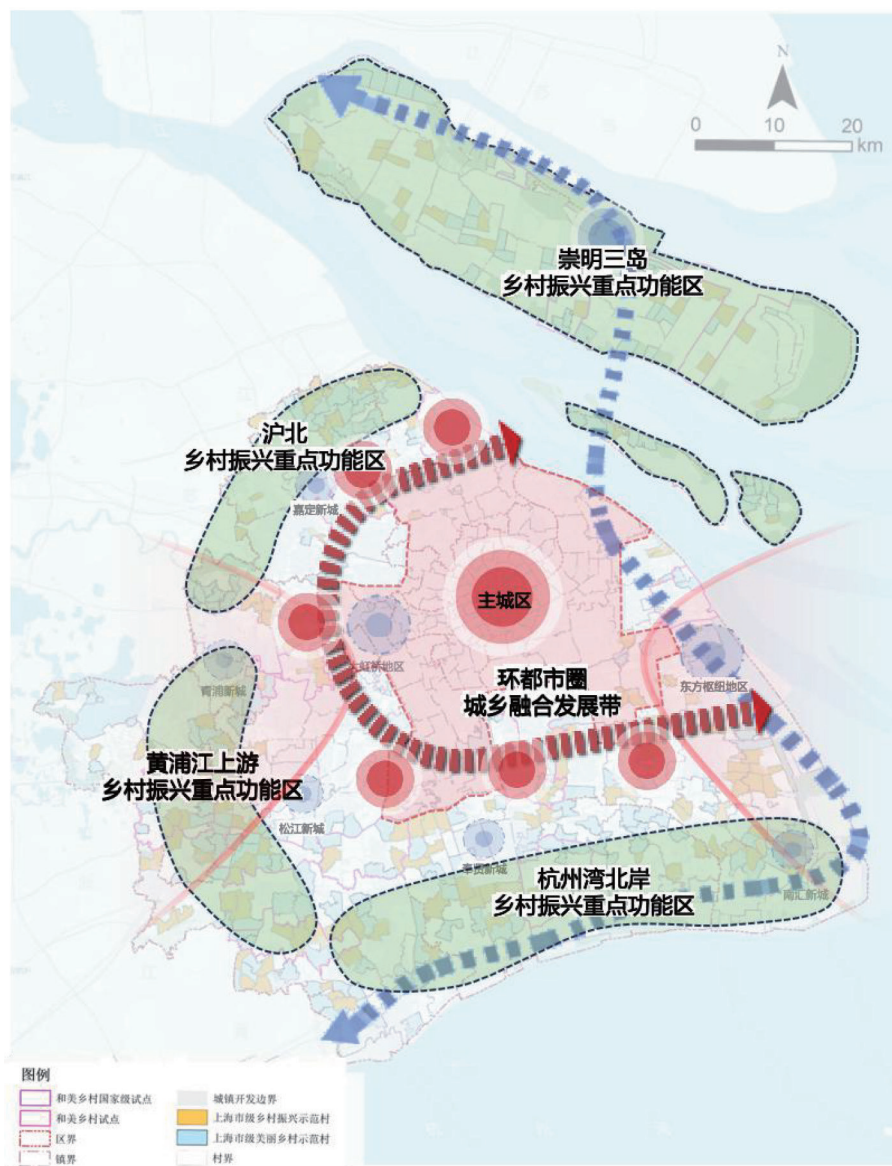 N
0 10 20
km
崇明三岛
乡村振兴重点功能区
沪北
乡村振兴重点功能区
嘉定新城
主城区
大虹桥地区
青浦新城
环都市圈
城乡融合发展带
东方枢纽地区
黄浦江上游
乡村振兴重点功能区
松江新城
奉贤新城
杭州湾北岸
乡村振兴重点功能区
南汇新城
图例
和美乡村国家级试点
和美乡村试点
区界
镇界
城镇开发边界
上海市级乡村振兴示范村
上海市级美丽乡村示范村
村界